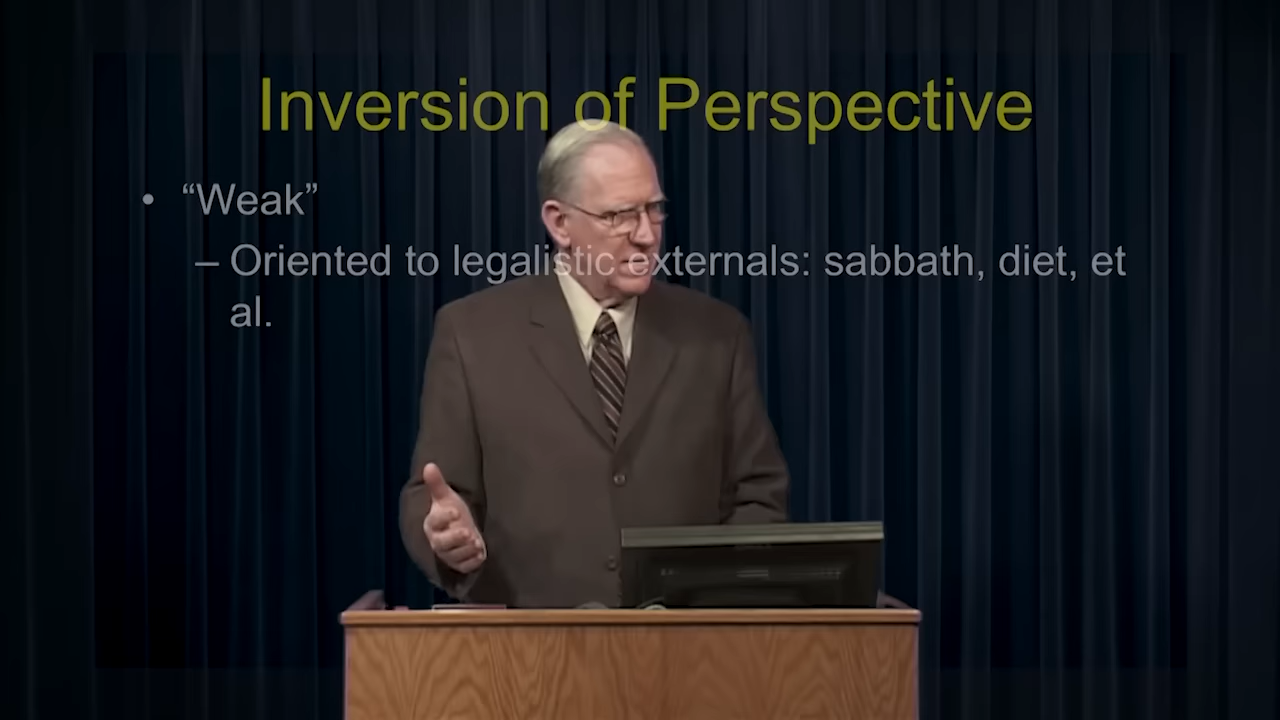 Inversion of Perspective
• “Weak”
– Oriented to legalistic externals: sabbath, diet, et
al.